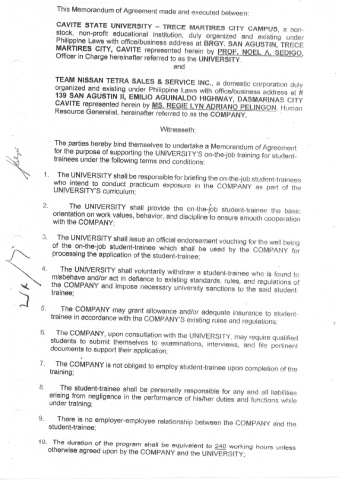 This Memorandum of Agreement made and executed between:
CAVITE STATE UNIVERSITY – TRECE MARTIRES CITY CAMPUS, a non-
stock, non-profit educational institution, duly organized and existing under
Philippine Laws with office/business address at BRGY. SAN AGUSTIN, TRECE
MARTIRES CITY, CAVITE represented herein by PROF. NOEL A. SEDIGO,
Officer in Charge hereinafter referred to as the UNIVERSITY.
and
TEAM NISSAN TETRA SALES & SERVICE INC., a domestic corporation duly
organized and existing under Philippine Laws with office/business address at #
139 SAN AGUSTIN II, EMILIO AGUINALDO HIGHWAY, DASMARINAS CITY
CAVITE represented herein by MS. REGIE LYN ADRIANO PELINGON, Human
Resource Generalist, hereinafter referred to as the COMPANY.
Witnesseth:
The parties hereby bind themselves to undertake a Memorandum of Agreement
for the purpose of supporting the UNIVERSITY'S on-the-job training for student-
trainees under the following terms and conditions:
1. The UNIVERSITY shall be responsible for briefing the on-the-job student-trainees
who intend to conduct practicum exposure in the COMPANY as part of the
UNIVERSITY'S curriculum;
2. The UNIVERSITY shall provide the on-the-job student-trainee the basic
orientation on work values, behavior, and discipline to ensure smooth cooperation
with the COMPANY;
3. The UNIVERSITY shall issue an official endorsement vouching for the well being
of the on-the-job student-trainee which shall be used by the COMPANY for
processing the application of the student-trainee;
4. The UNIVERSITY shall voluntarily withdraw a student-trainee who is found to
misbehave and/or act in defiance to existing standards, rules, and regulations of
the COMPANY and impose necessary university sanctions to the said student-
trainee;
5. The COMPANY may grant allowance and/or adequate insurance to student-
trainee in accordance with the COMPANY'S existing rules and regulations;
6. The COMPANY, upon consultation with the UNIVERSITY, may require qualified
students to submit themselves to examinations, interviews, and file pertinent
documents to support their application;
7. The COMPANY is not obliged to employ student-trainee upon completion of the
training;
8. The student-trainee shall be personally responsible for any and all liabilities
arising from negligence in the performance of his/her duties and functions while
under training;
9. There is no employer-employee relationship between the COMPANY and the
student-trainee;
10. The duration of the program shall be equivalent to 240 working hours unless
otherwise agreed upon by the COMPANY and the UNIVERSITY;